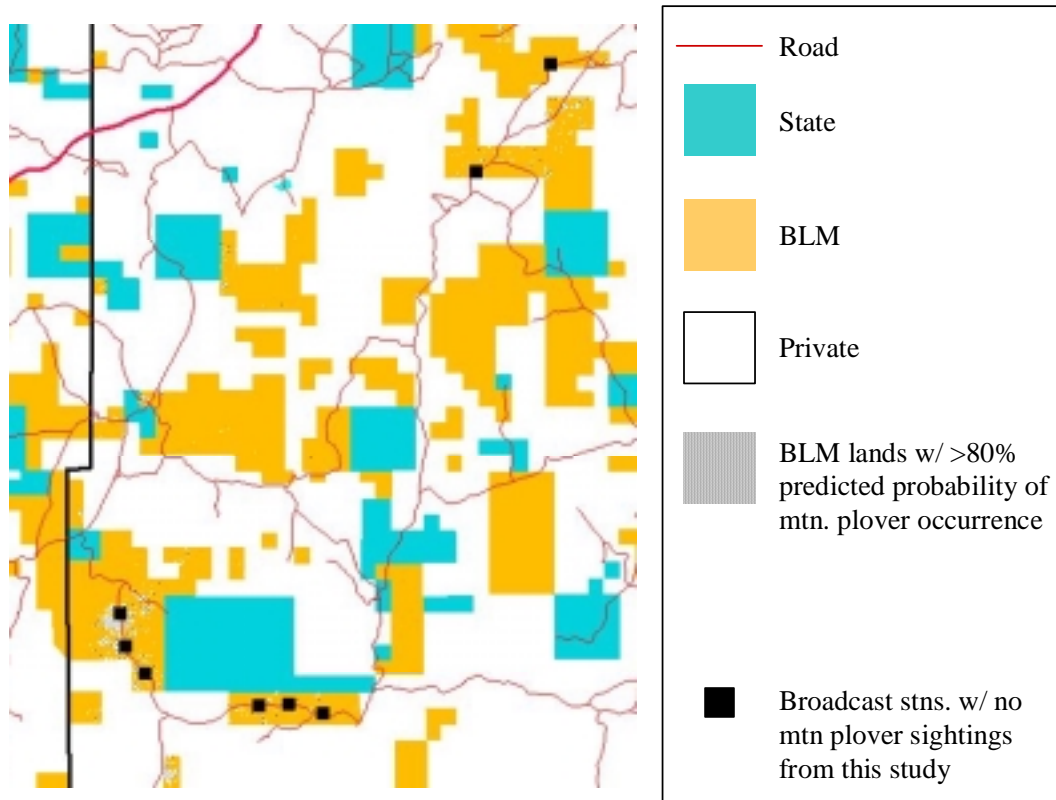 Road
State
BLM
Private
BLM lands w/ >80%
predicted probability of
mtn. plover occurrence
Broadcast stns. w/ no
mtn plover sightings
from this study